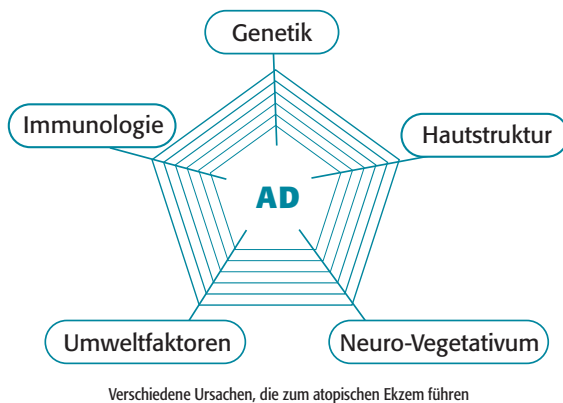 Genetik
Immunologie
Hautstruktur
AD
Umweltfaktoren
Neuro-Vegetativum
Verschiedene Ursachen, die zum atopischen Ekzem führen